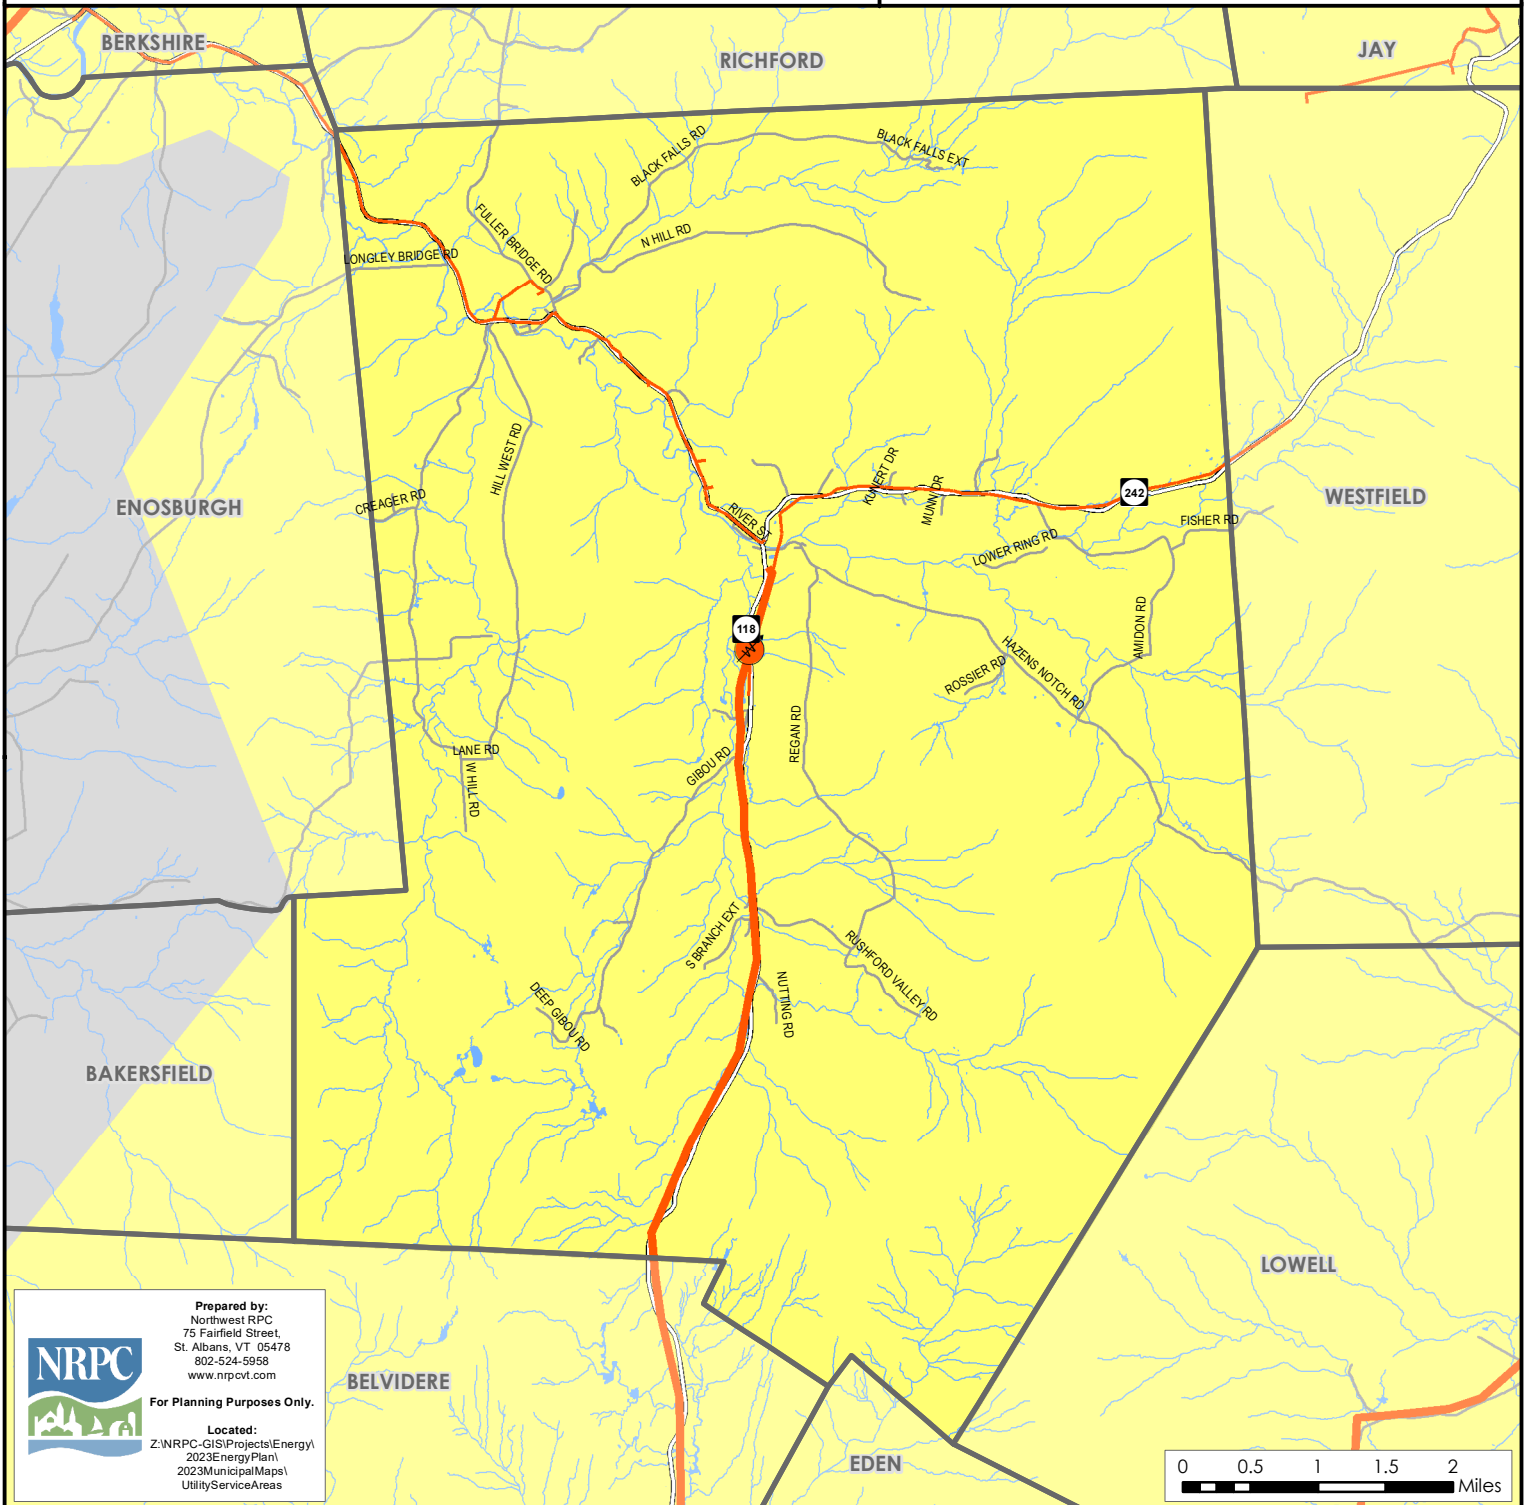 BERKSHIRE
RICHFORD
JAY
BLACK FALLS RD
BLACK FALLS EXT
FULLER BRIDGE RD
N HILL RD
LONGLEY BRIDGE RD
HILL WEST RD
CREAGER RD
ENOSBURGH
KUNERT DR
MUNN DR
242
WESTFIELD
RIVER ST
FISHER RD
LOWER RING RD
AMIDON RD
118
HAZENS NOTCH RD
ROSSIER RD
REGAN RD
LANE RD
W HILL RD
GIBOU RD
S BRANCH EXT
RUSHFORD VALLEY RD
NUTTING RD
DEEP GIBOU RD
BAKERSFIELD
LOWELL
BELVIDERE
EDEN
Prepared by:
Northwest RPC
75 Fairfield Street,
St. Albans, VT 05478
802-524-5958
www.nrpcvt.com
NRPC
For Planning Purposes Only.
Located:
Z:\NRPC-GIS\Projects\Energy\
2023EnergyPlan\
2023MunicipalMaps\
UtilityServiceAreas
0 0.5 1 1.5 2
Miles